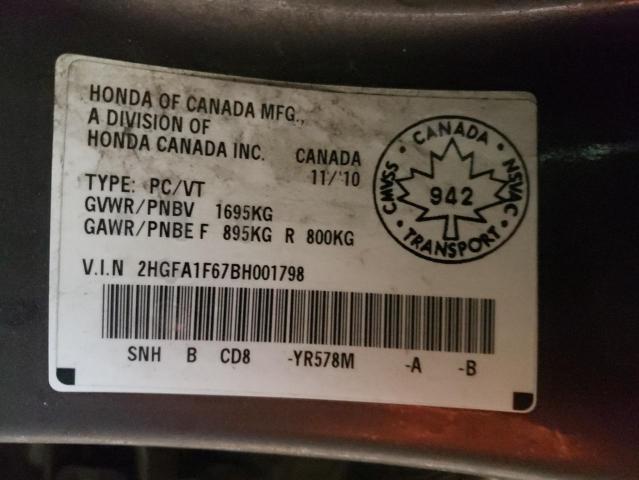 HONDA OF CANADA MFG.,
A DIVISION OF
HONDA CANADA INC. CANADA
11/'10
TYPE: PC/VT
GVWR/PNBV 1695KG
GAWR/PNBE F 895KG R 800KG
V.I.N 2HGFA1F67BH001798
SNH B CD8 -YR578M -A -B
· CANADA ·
CMVSS
942
NSVAC
· TRANSPORT ·